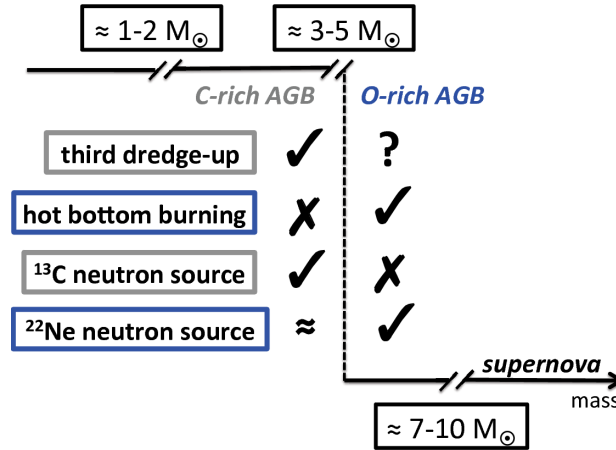 ≈ 1-2 M☉ ≈ 3-5 M☉
C-rich AGB O-rich AGB
third dredge-up ✓ ?
hot bottom burning ✗ ✓
¹³C neutron source ✓ ✗
²²Ne neutron source ≈ ✓
supernova
mass
≈ 7-10 M☉